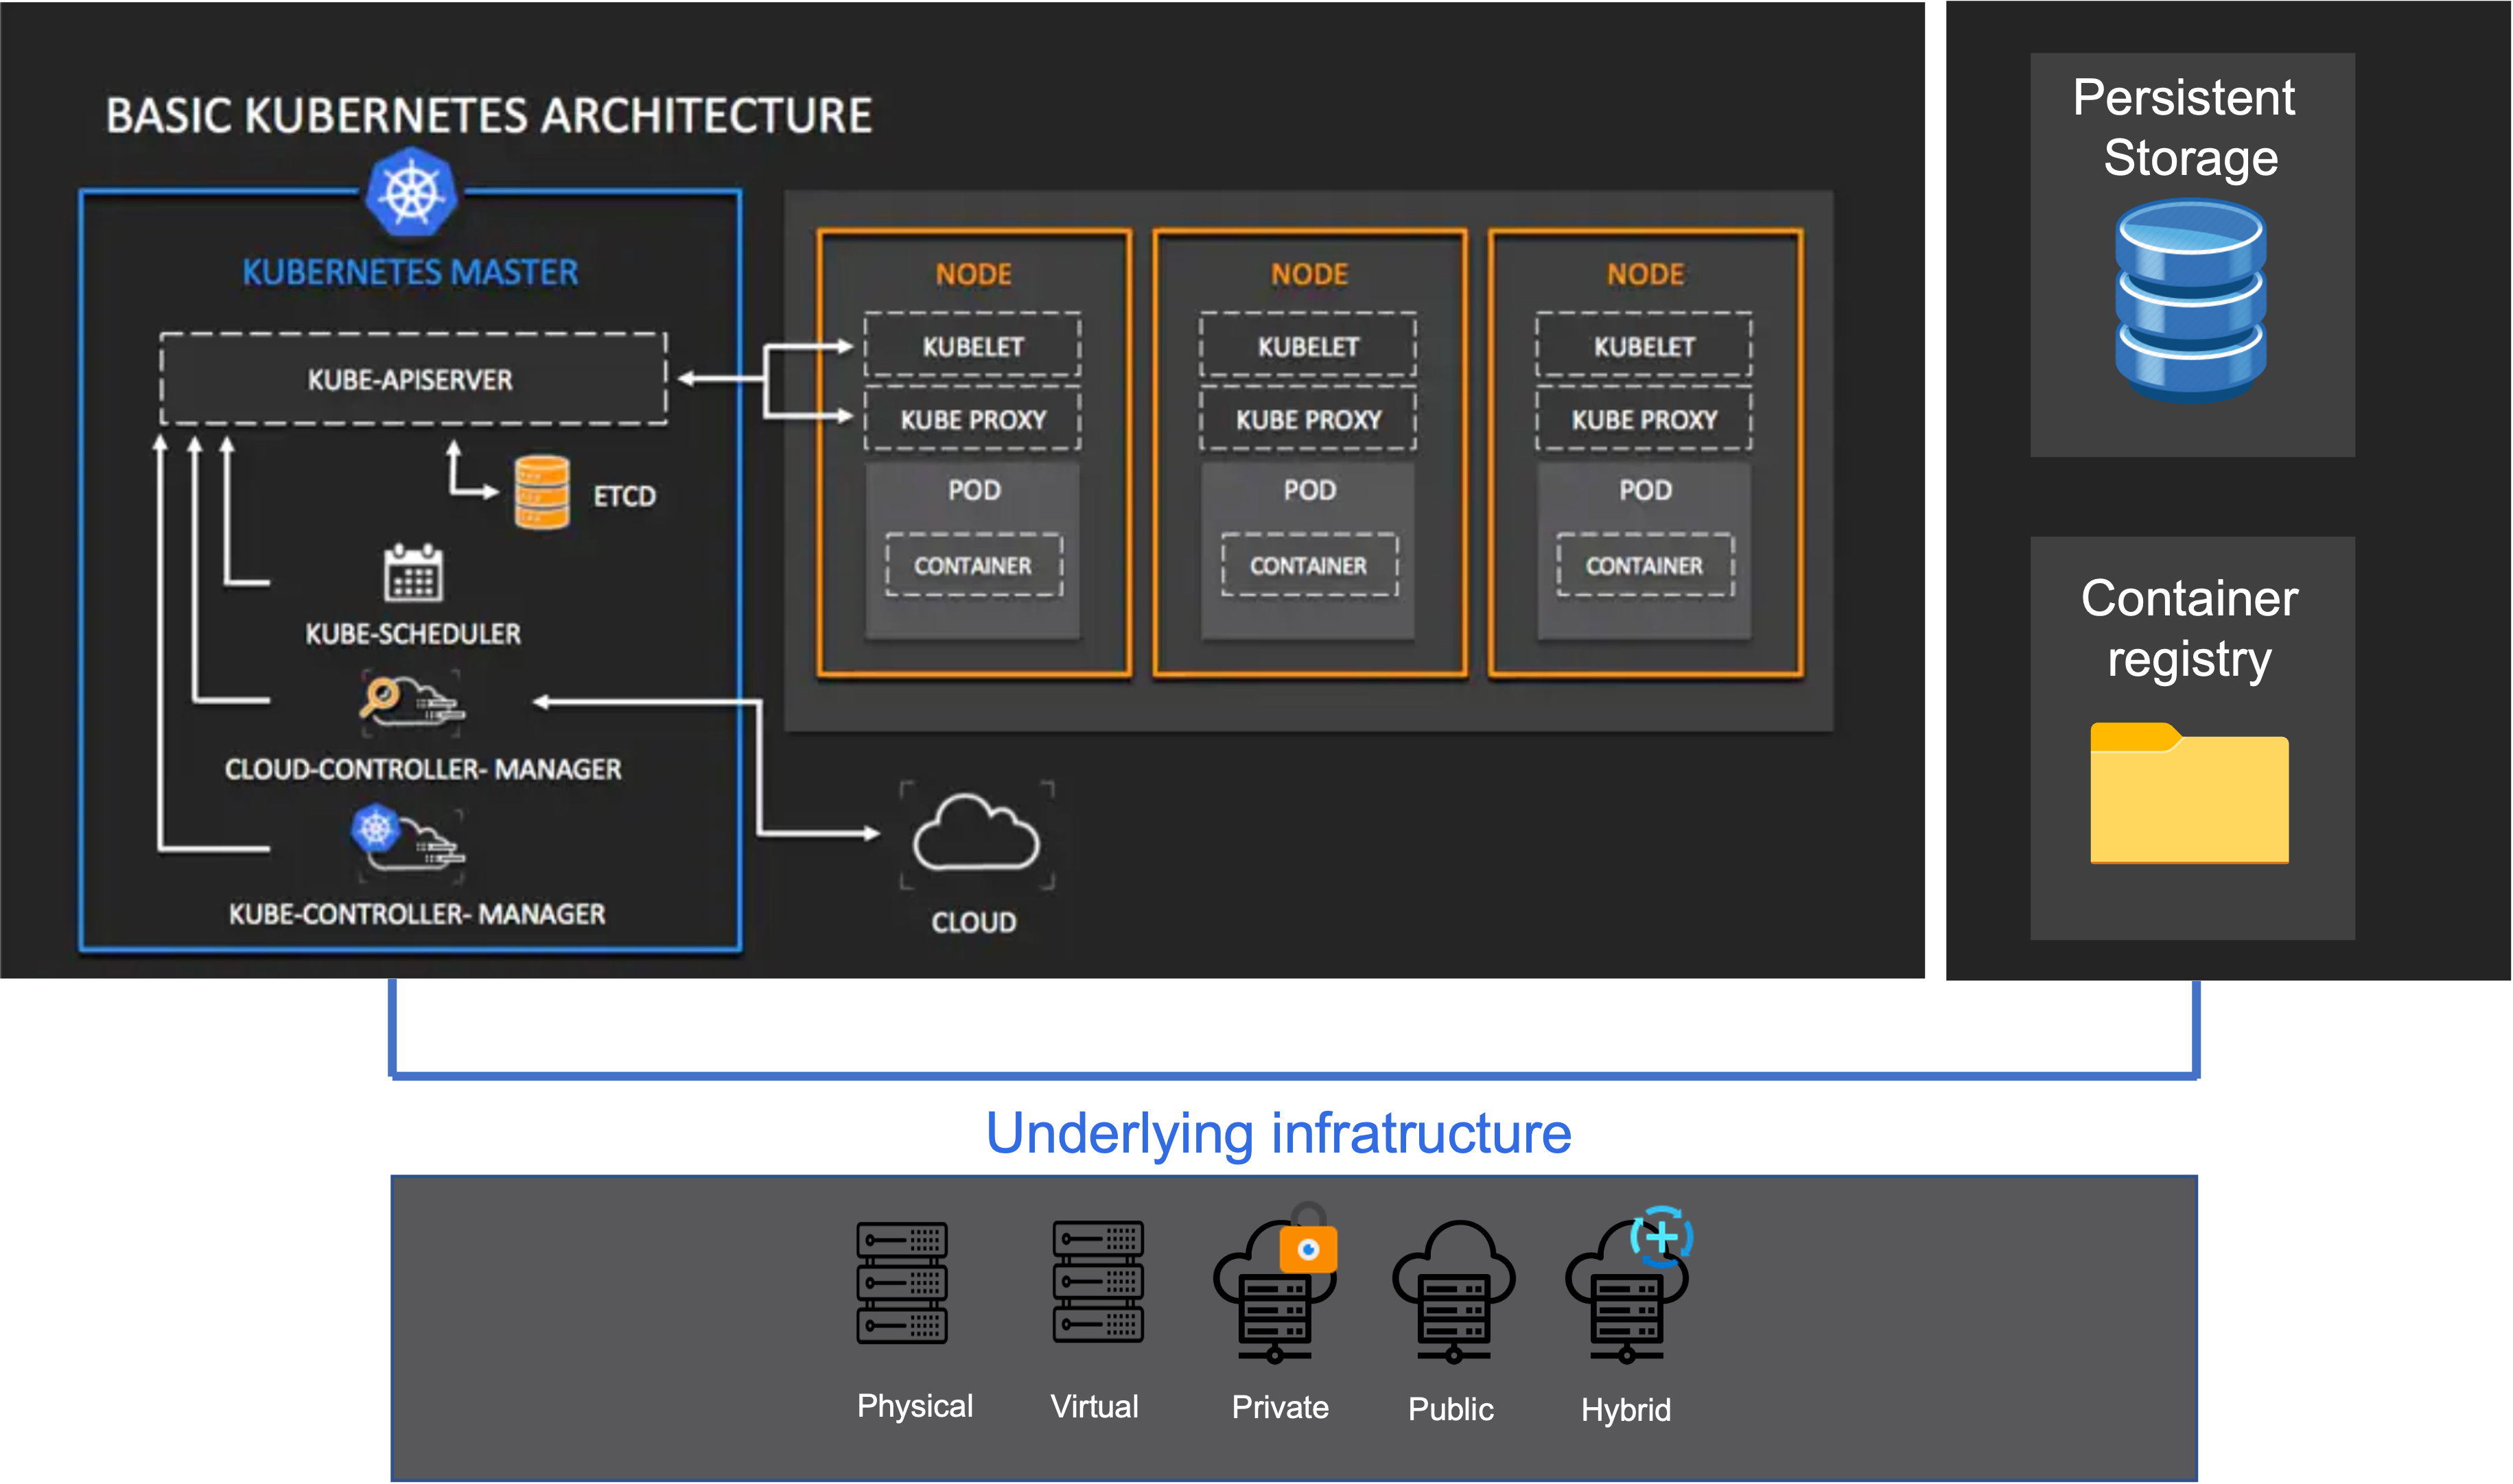 BASIC KUBERNETES ARCHITECTURE
KUBERNETES MASTER
KUBE-APISERVER
ETCD
KUBE-SCHEDULER
CLOUD-CONTROLLER- MANAGER
KUBE-CONTROLLER- MANAGER
NODE
KUBELET
KUBE PROXY
POD
CONTAINER
NODE
KUBELET
KUBE PROXY
POD
CONTAINER
NODE
KUBELET
KUBE PROXY
POD
CONTAINER
CLOUD
Persistent
Storage
Container
registry
Underlying infratructure
Physical
Virtual
Private
Public
Hybrid